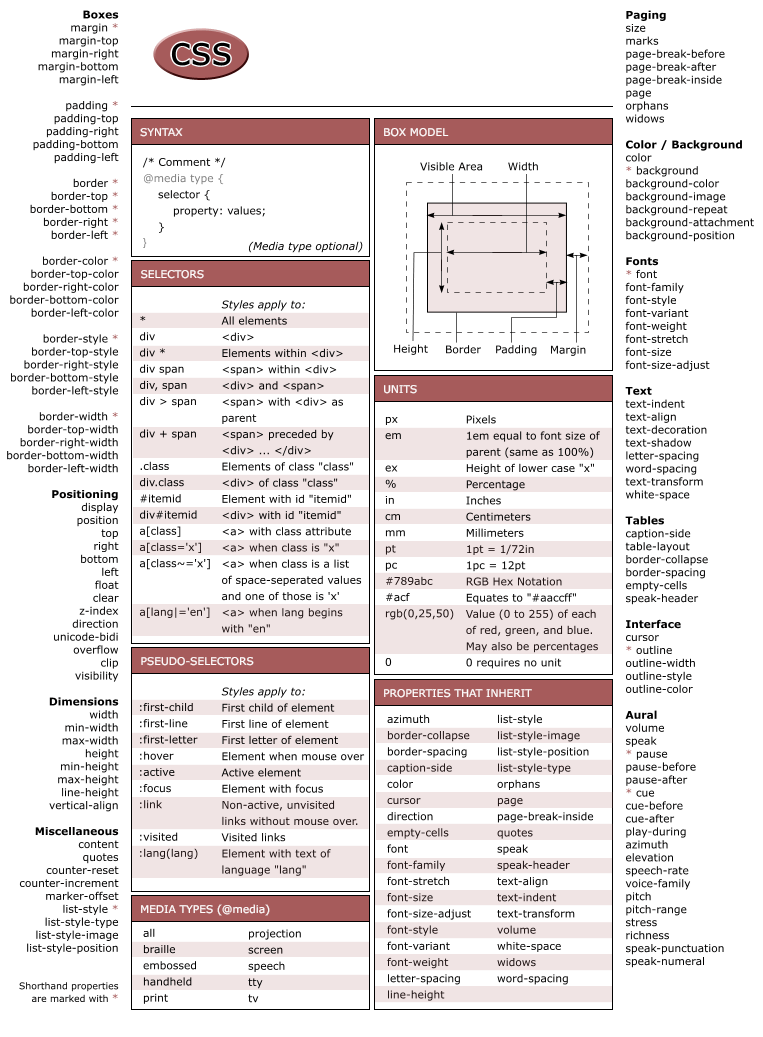 Boxes
margin *
margin-top
margin-right
margin-bottom
margin-left
padding *
padding-top
padding-right
padding-bottom
padding-left
border *
border-top *
border-bottom *
border-right *
border-left *
border-color *
border-top-color
border-right-color
border-bottom-color
border-left-color
border-style *
border-top-style
border-right-style
border-bottom-style
border-left-style
border-width *
border-top-width
border-right-width
border-bottom-width
border-left-width
Positioning
display
position
top
right
bottom
left
float
clear
z-index
direction
unicode-bidi
overflow
clip
visibility
Dimensions
width
min-width
max-width
height
min-height
max-height
line-height
vertical-align
Miscellaneous
content
quotes
counter-reset
counter-increment
marker-offset
list-style *
list-style-type
list-style-image
list-style-position
Shorthand properties
are marked with *
CSS
SYNTAX
/* Comment */
@media type {
selector {
property: values;
}
}
(Media type optional)
SELECTORS
Styles apply to:
* All elements
div <div>
div * Elements within <div>
div span <span> within <div>
div, span <div> and <span>
div > span <span> with <div> as
parent
div + span <span> preceded by
<div> ... </div>
.class Elements of class "class"
div.class <div> of class "class"
#itemid Element with id "itemid"
div#itemid <div> with id "itemid"
a[class] <a> with class attribute
a[class='x'] <a> when class is "x"
a[class~='x'] <a> when class is a list
of space-seperated values
and one of those is 'x'
a[lang|='en'] <a> when lang begins
with "en"
PSEUDO-SELECTORS
Styles apply to:
:first-child First child of element
:first-line First line of element
:first-letter First letter of element
:hover Element when mouse over
:active Active element
:focus Element with focus
:link Non-active, unvisited
links without mouse over.
:visited Visited links
:lang(lang) Element with text of
language "lang"
MEDIA TYPES (@media)
all projection
braille screen
embossed speech
handheld tty
print tv
BOX MODEL
Visible Area Width
Height Border Padding Margin
UNITS
px Pixels
em 1em equal to font size of
parent (same as 100%)
ex Height of lower case "x"
% Percentage
in Inches
cm Centimeters
mm Millimeters
pt 1pt = 1/72in
pc 1pc = 12pt
#789abc RGB Hex Notation
#acf Equates to "#aaccff"
rgb(0,25,50) Value (0 to 255) of each
of red, green, and blue.
May also be percentages
0 0 requires no unit
PROPERTIES THAT INHERIT
azimuth list-style
border-collapse list-style-image
border-spacing list-style-position
caption-side list-style-type
color orphans
cursor page
direction page-break-inside
empty-cells quotes
font speak
font-family speak-header
font-stretch text-align
font-size text-indent
font-size-adjust text-transform
font-style volume
font-variant white-space
font-weight widows
letter-spacing word-spacing
line-height
Paging
size
marks
page-break-before
page-break-after
page-break-inside
page
orphans
widows
Color / Background
color
* background
background-color
background-image
background-repeat
background-attachment
background-position
Fonts
* font
font-family
font-style
font-variant
font-weight
font-stretch
font-size
font-size-adjust
Text
text-indent
text-align
text-decoration
text-shadow
letter-spacing
word-spacing
text-transform
white-space
Tables
caption-side
table-layout
border-collapse
border-spacing
empty-cells
speak-header
Interface
cursor
* outline
outline-width
outline-style
outline-color
Aural
volume
speak
* pause
pause-before
pause-after
* cue
cue-before
cue-after
play-during
azimuth
elevation
speech-rate
voice-family
pitch
pitch-range
stress
richness
speak-punctuation
speak-numeral